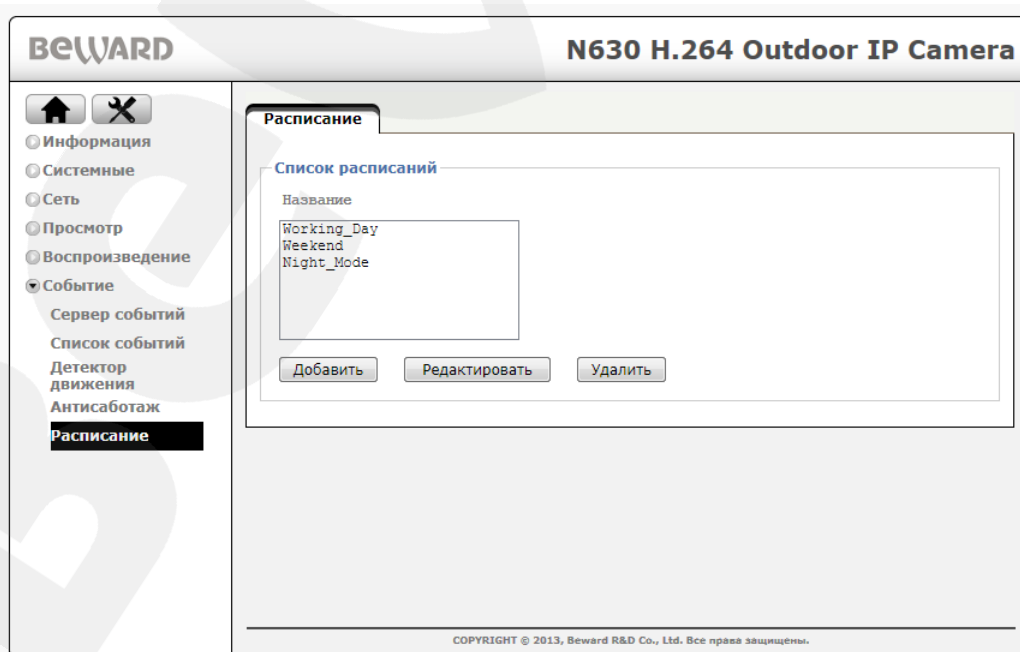 BEWARD
N630 H.264 Outdoor IP Camera
Информация
Системные
Сеть
Просмотр
Воспроизведение
Событие
Сервер событий
Список событий
Детектор
движения
Антисаботаж
Расписание
Расписание
Список расписаний
Название
Working_Day
Weekend
Night_Mode
Добавить
Редактировать
Удалить
COPYRIGHT © 2013, Beward R&D Co., Ltd. Все права защищены.